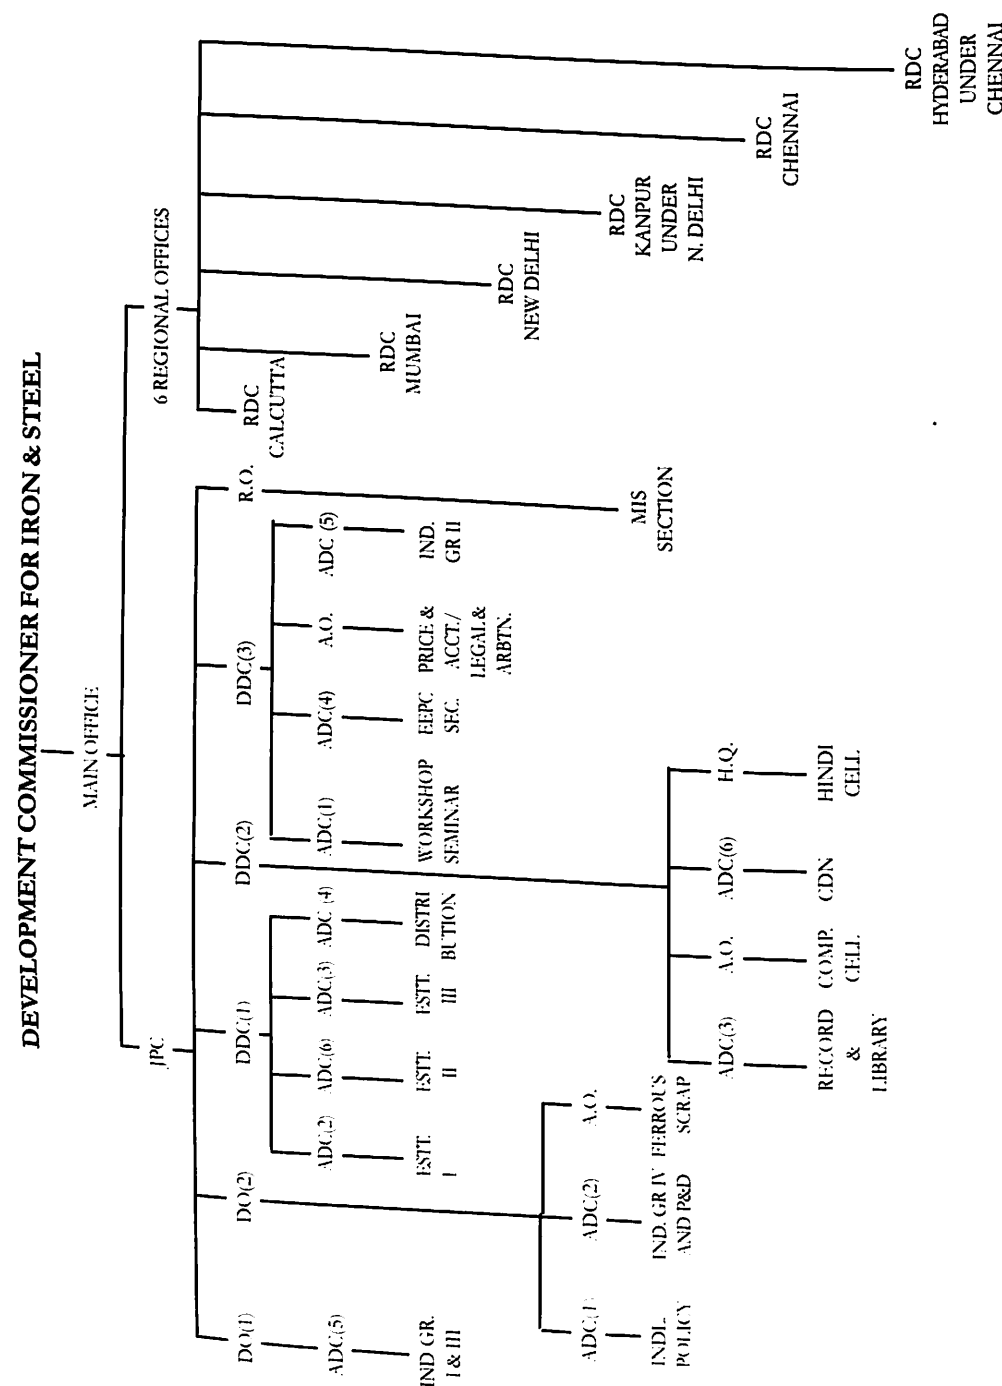 DEVELOPMENT COMMISSIONER FOR IRON & STEEL
MAIN OFFICE
JPC
6 REGIONAL OFFICES
DO(1)
DO(2)
DDC(1)
DDC(2)
DDC(3)
R.O.
ADC(5)
IND GR.
I & III
ADC(1)
INDL.
POLICY
ADC(2)
IND. GR IV
AND P&D
A.O.
FERROUS
SCRAP
ADC(2)
ESTT.
I
ADC(6)
ESTT.
II
ADC(3)
ESTT.
III
ADC (4)
DISTRI
BUTION
ADC(3)
RECORD
&
LIBRARY
A.O.
COMP.
CELL
ADC(6)
CDN
H.Q.
HINDI
CELL
ADC(1)
WORKSHOP
SEMINAR
ADC(4)
EEPC
SEC.
A.O.
PRICE &
ACCT./
LEGAL &
ARBTN.
ADC (5)
IND.
GR II
MIS
SECTION
RDC
CALCUTTA
RDC
MUMBAI
RDC
NEW DELHI
RDC
KANPUR
UNDER
N. DELHI
RDC
CHENNAI
RDC
HYDERABAD
UNDER
CHENNAI